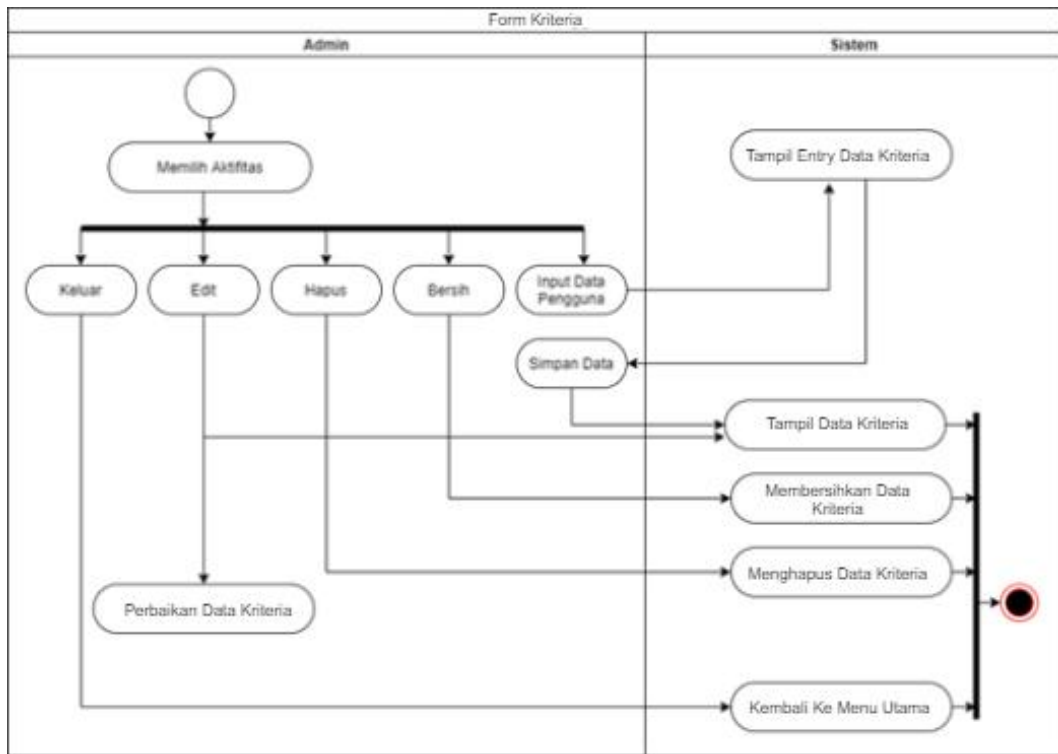 Form Kriteria
Admin
Sistem
Memilih Aktifitas
Tampil Entry Data Kriteria
Keluar
Edit
Hapus
Bersih
Input Data
Pengguna
Simpan Data
Tampil Data Kriteria
Membersihkan Data
Kriteria
Menghapus Data Kriteria
Perbaikan Data Kriteria
Kembali Ke Menu Utama